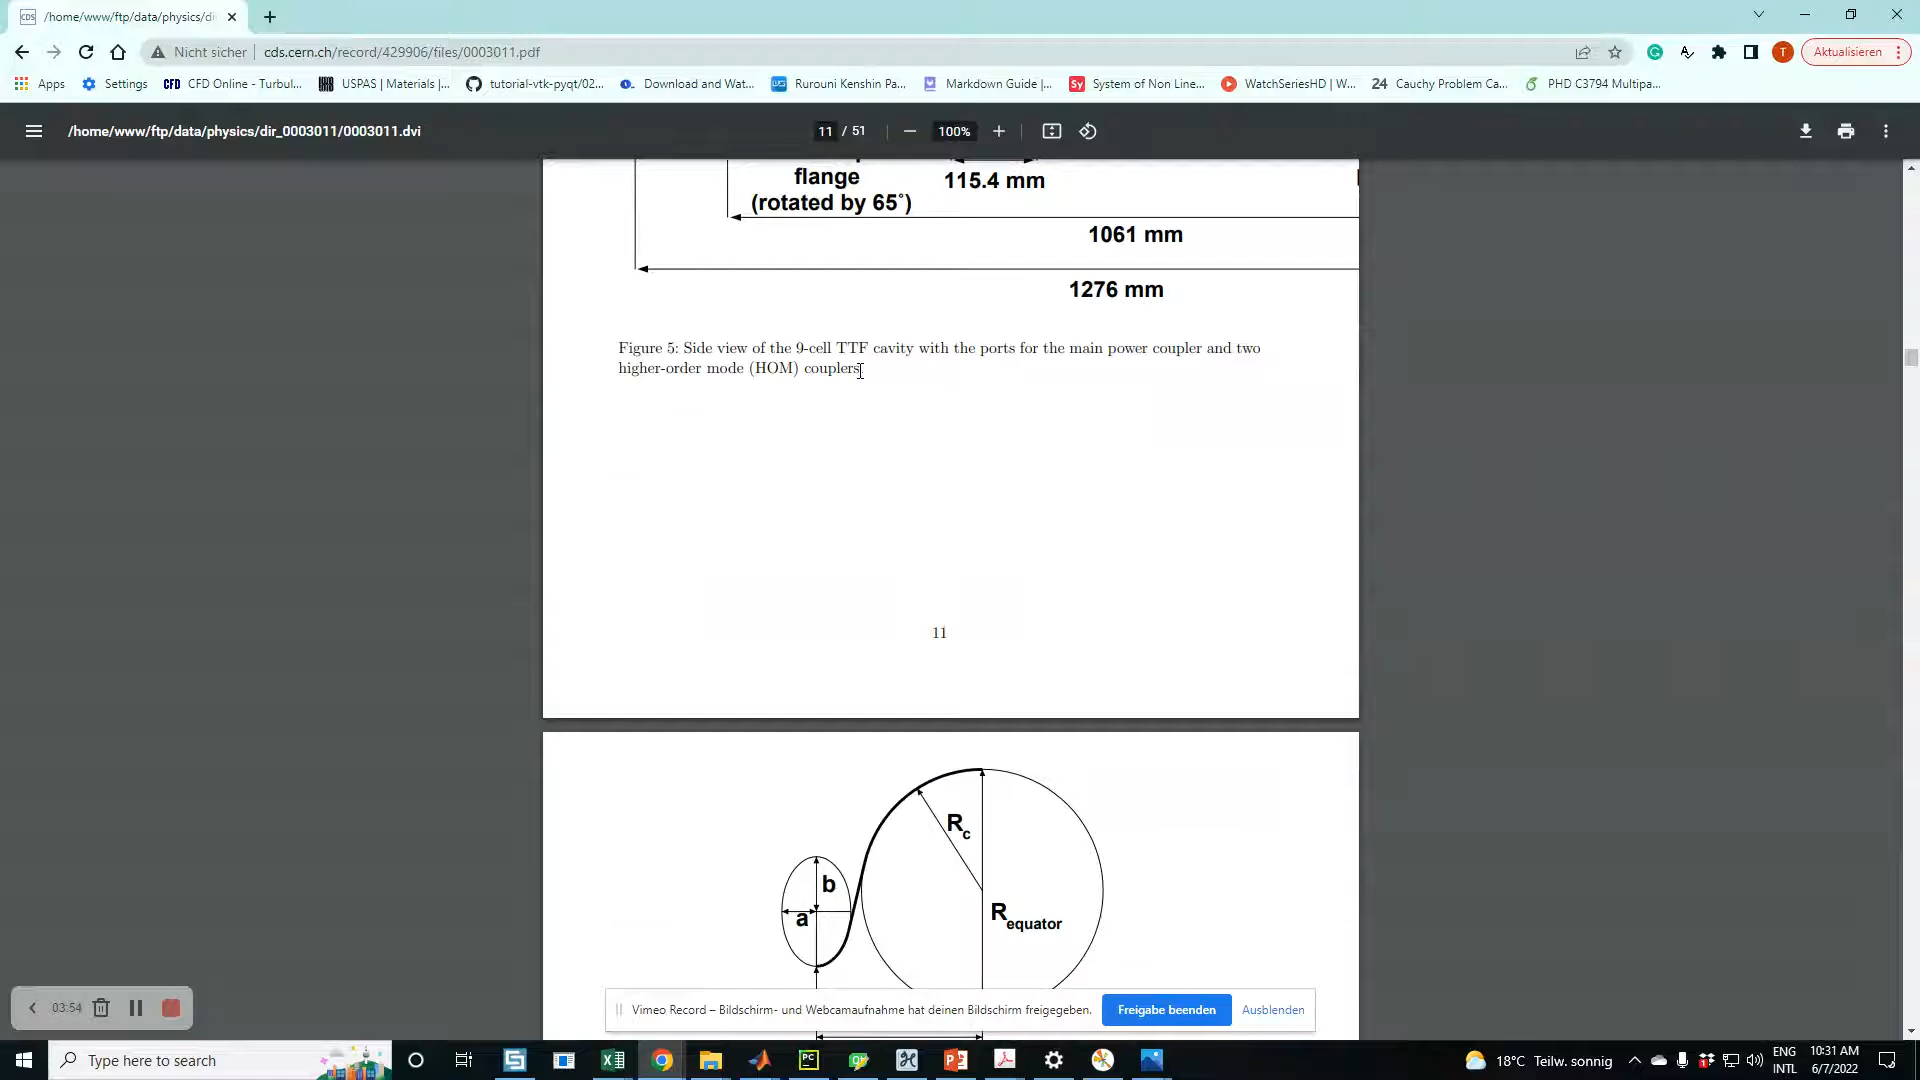 CDS
/home/www/ftp/data/physics/di
Nicht sicher
cds.cern.ch/record/429906/files/0003011.pdf
T
Aktualisieren
Apps
Settings
CFD
CFD Online - Turbul...
USPAS | Materials |...
tutorial-vtk-pyqt/02...
Download and Wat...
Rurouni Kenshin Pa...
Markdown Guide |...
Sy
System of Non Line...
WatchSeriesHD | W...
24
Cauchy Problem Ca...
PHD C3794 Multipa...
/home/www/ftp/data/physics/dir_0003011/0003011.dvi
11 / 51
100%
flange
(rotated by 65˚)
115.4 mm
1061 mm
1276 mm
Figure 5: Side view of the 9-cell TTF cavity with the ports for the main power coupler and two
higher-order mode (HOM) couplers.
11
Rc
b
a
Requator
03:54
Vimeo Record – Bildschirm- und Webcamaufnahme hat deinen Bildschirm freigegeben.
Freigabe beenden
Ausblenden
Type here to search
PC
18°C Teilw. sonnig
ENG
INTL
10:31 AM
6/7/2022